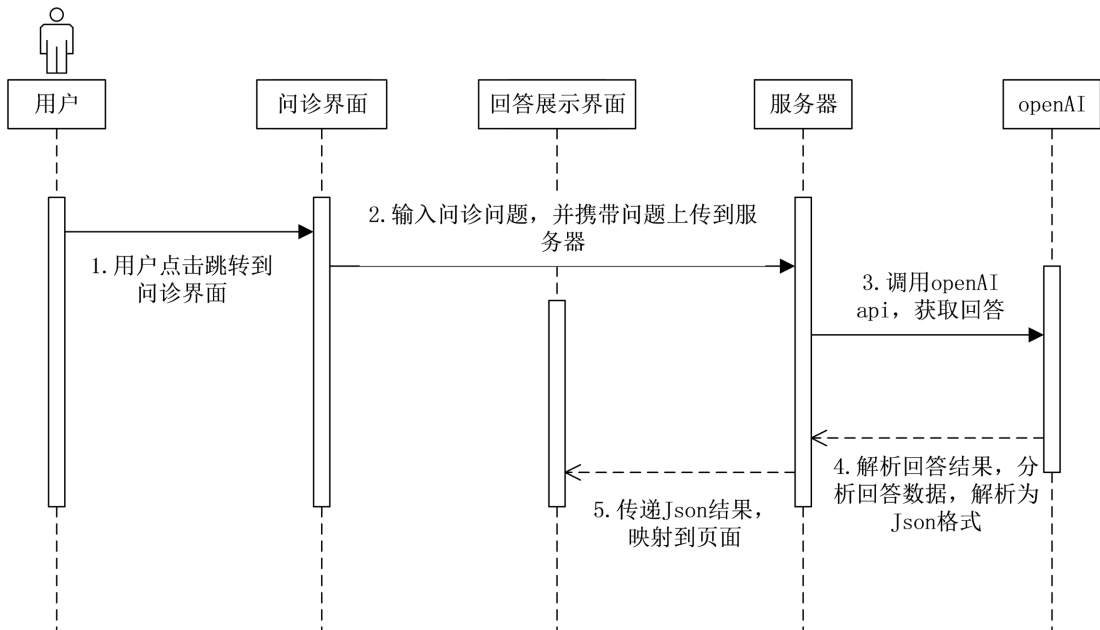 用户
问诊界面
回答展示界面
服务器
openAI
1.用户点击跳转到
问诊界面
2.输入问诊问题，并携带问题上传到服
务器
3.调用openAI
api，获取回答
4.解析回答结果，分
析回答数据，解析为
Json格式
5.传递Json结果，
映射到页面